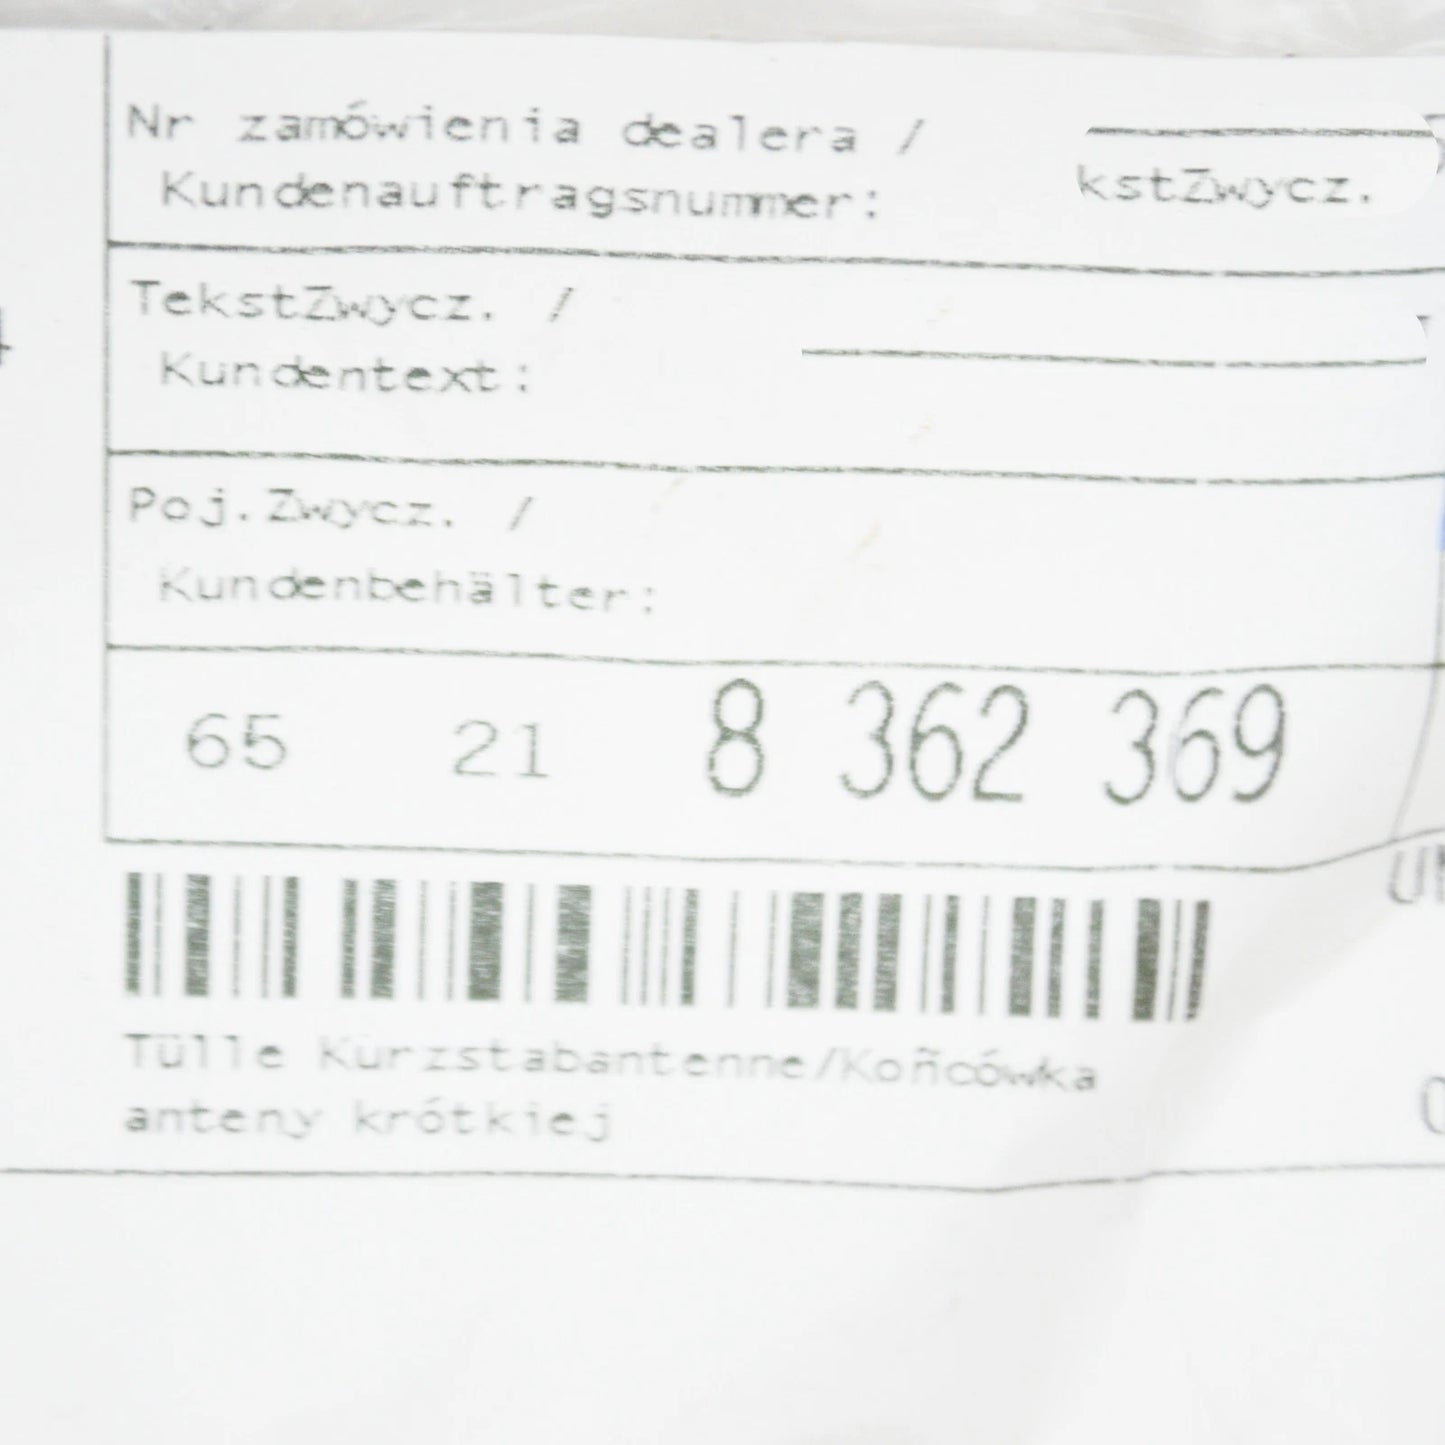 Nr zamówienia dealera /
Kundenauftragsnummer:
kstZwycz.
TekstZwycz. /
Kundentext:
Poj.Zwycz. /
Kundenbehälter:
65 21 8 362 369
Tülle Kurzstabantenne/Koñcówka
anteny krótkiej